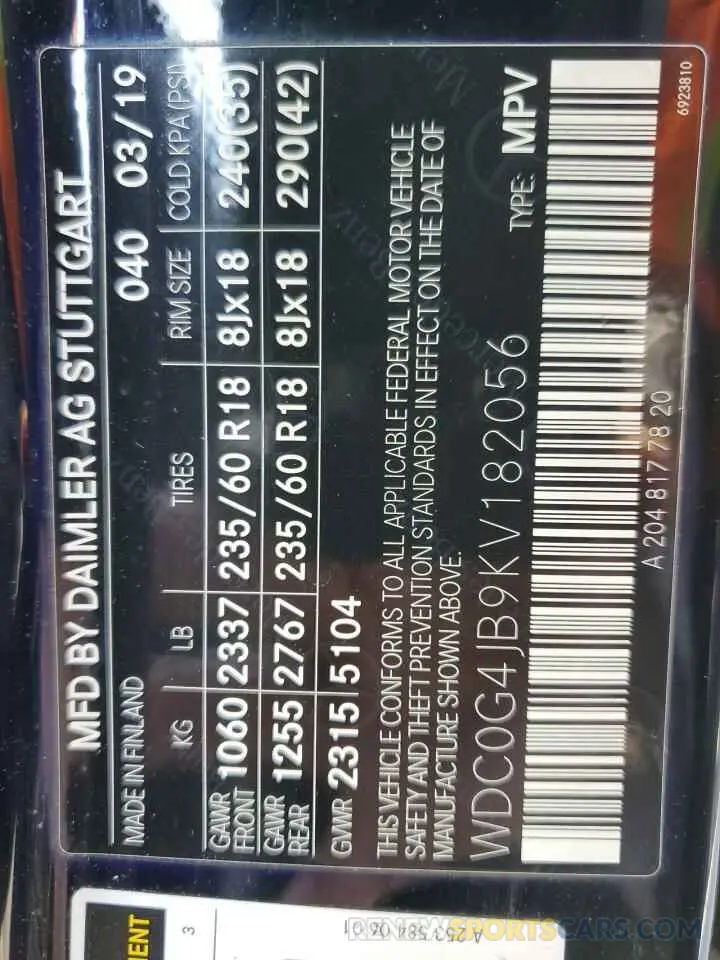 MFD BY DAIMLER AG STUTTGART
MADE IN FINLAND 040 03/19
KG LB TIRES RIM SIZE COLD KPA (PSI)
GAWR FRONT 1060 2337 235/60 R18 8Jx18 240(35)
GAWR REAR 1255 2767 235/60 R18 8Jx18 290(42)
GVWR 2315 5104
THIS VEHICLE CONFORMS TO ALL APPLICABLE FEDERAL MOTOR VEHICLE
SAFETY AND THEFT PREVENTION STANDARDS IN EFFECT ON THE DATE OF
MANUFACTURE SHOWN ABOVE.
WDC0G4JB9KV182056 TYPE: MPV
A 204 817 78 20
6923810
3
RENEWSPORTSCARS.COM